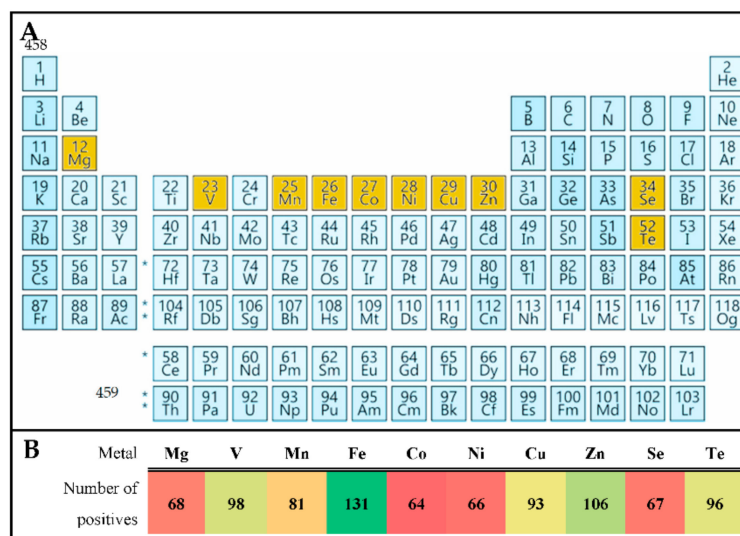 A
458
1 2
H He
3 4 5 6 7 8 9 10
Li Be B C N O F Ne
11 12 13 14 15 16 17 18
Na Mg Al Si P S Cl Ar
19 20 21 22 23 24 25 26 27 28 29 30 31 32 33 34 35 36
K Ca Sc Ti V Cr Mn Fe Co Ni Cu Zn Ga Ge As Se Br Kr
37 38 39 40 41 42 43 44 45 46 47 48 49 50 51 52 53 54
Rb Sr Y Zr Nb Mo Tc Ru Rh Pd Ag Cd In Sn Sb Te I Xe
55 56 57 * 72 73 74 75 76 77 78 79 80 81 82 83 84 85 86
Cs Ba La Hf Ta W Re Os Ir Pt Au Hg Tl Pb Bi Po At Rn
87 88 89 * 104 105 106 107 108 109 110 111 112 113 114 115 116 117 118
Fr Ra Ac * Rf Db Sg Bh Hs Mt Ds Rg Cn Nh Fl Mc Lv Ts Og
* 58 59 60 61 62 63 64 65 66 67 68 69 70 71
Ce Pr Nd Pm Sm Eu Gd Tb Dy Ho Er Tm Yb Lu
459 * 90 91 92 93 94 95 96 97 98 99 100 101 102 103
* Th Pa U Np Pu Am Cm Bk Cf Es Fm Md No Lr
B Metal Mg V Mn Fe Co Ni Cu Zn Se Te
Number of
positives 68 98 81 131 64 66 93 106 67 96